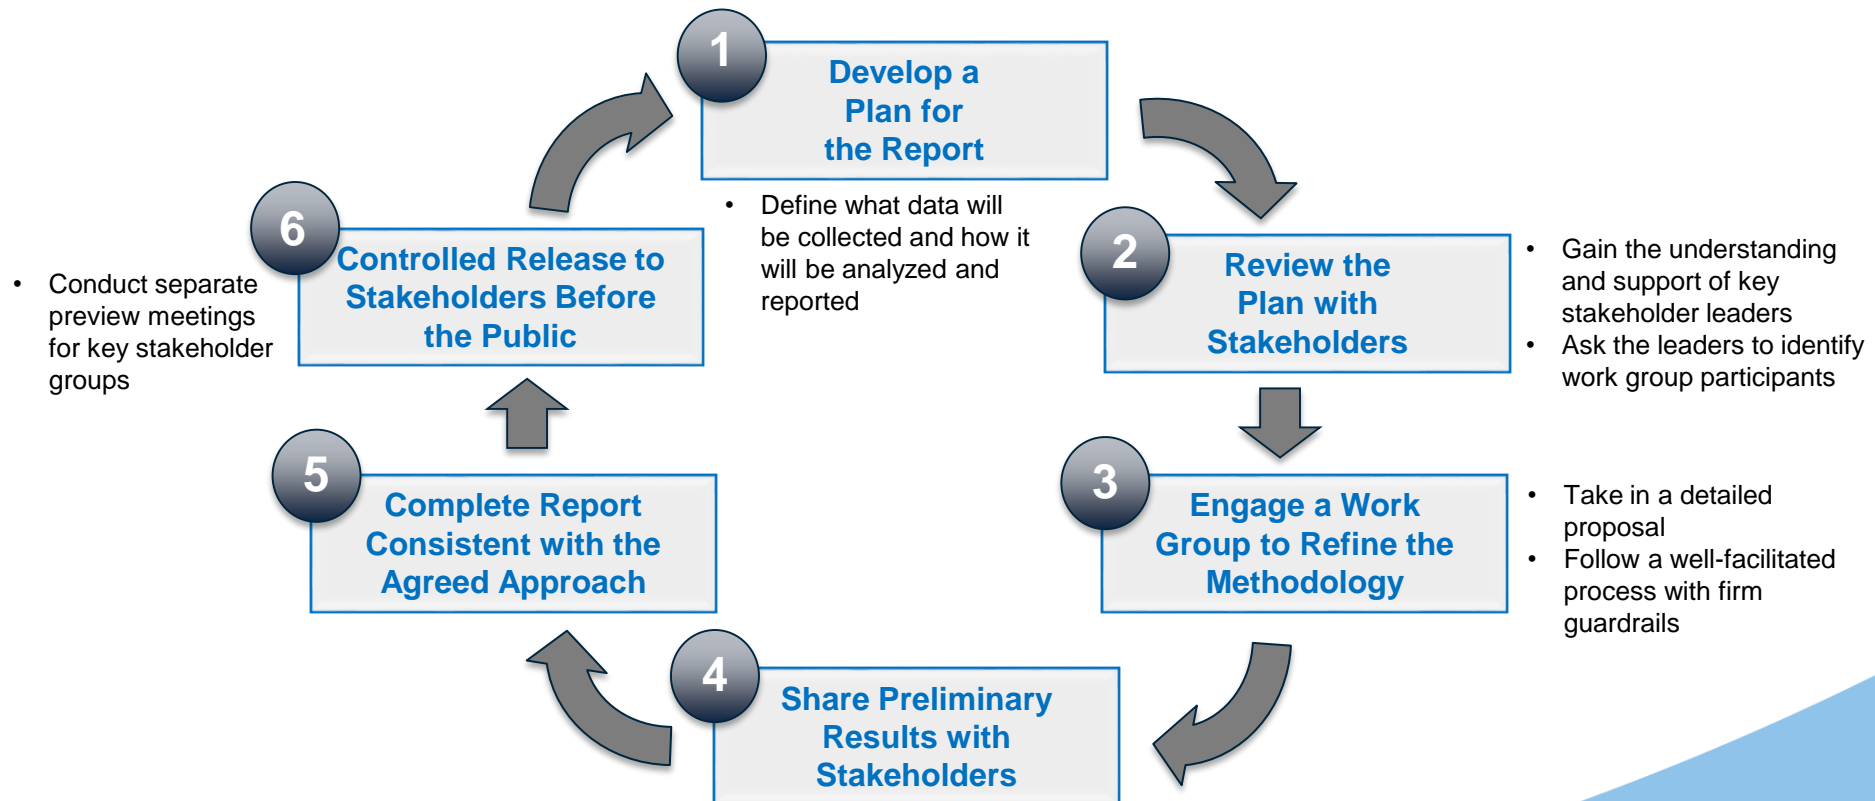 1
Develop a
Plan for
the Report
• Define what data will
be collected and how it
will be analyzed and
reported
2
Review the
Plan with
Stakeholders
• Gain the understanding
and support of key
stakeholder leaders
• Ask the leaders to identify
work group participants
3
Engage a Work
Group to Refine the
Methodology
• Take in a detailed
proposal
• Follow a well-facilitated
process with firm
guardrails
4
Share Preliminary
Results with
Stakeholders
5
Complete Report
Consistent with the
Agreed Approach
6
Controlled Release to
Stakeholders Before
the Public
• Conduct separate
preview meetings
for key stakeholder
groups